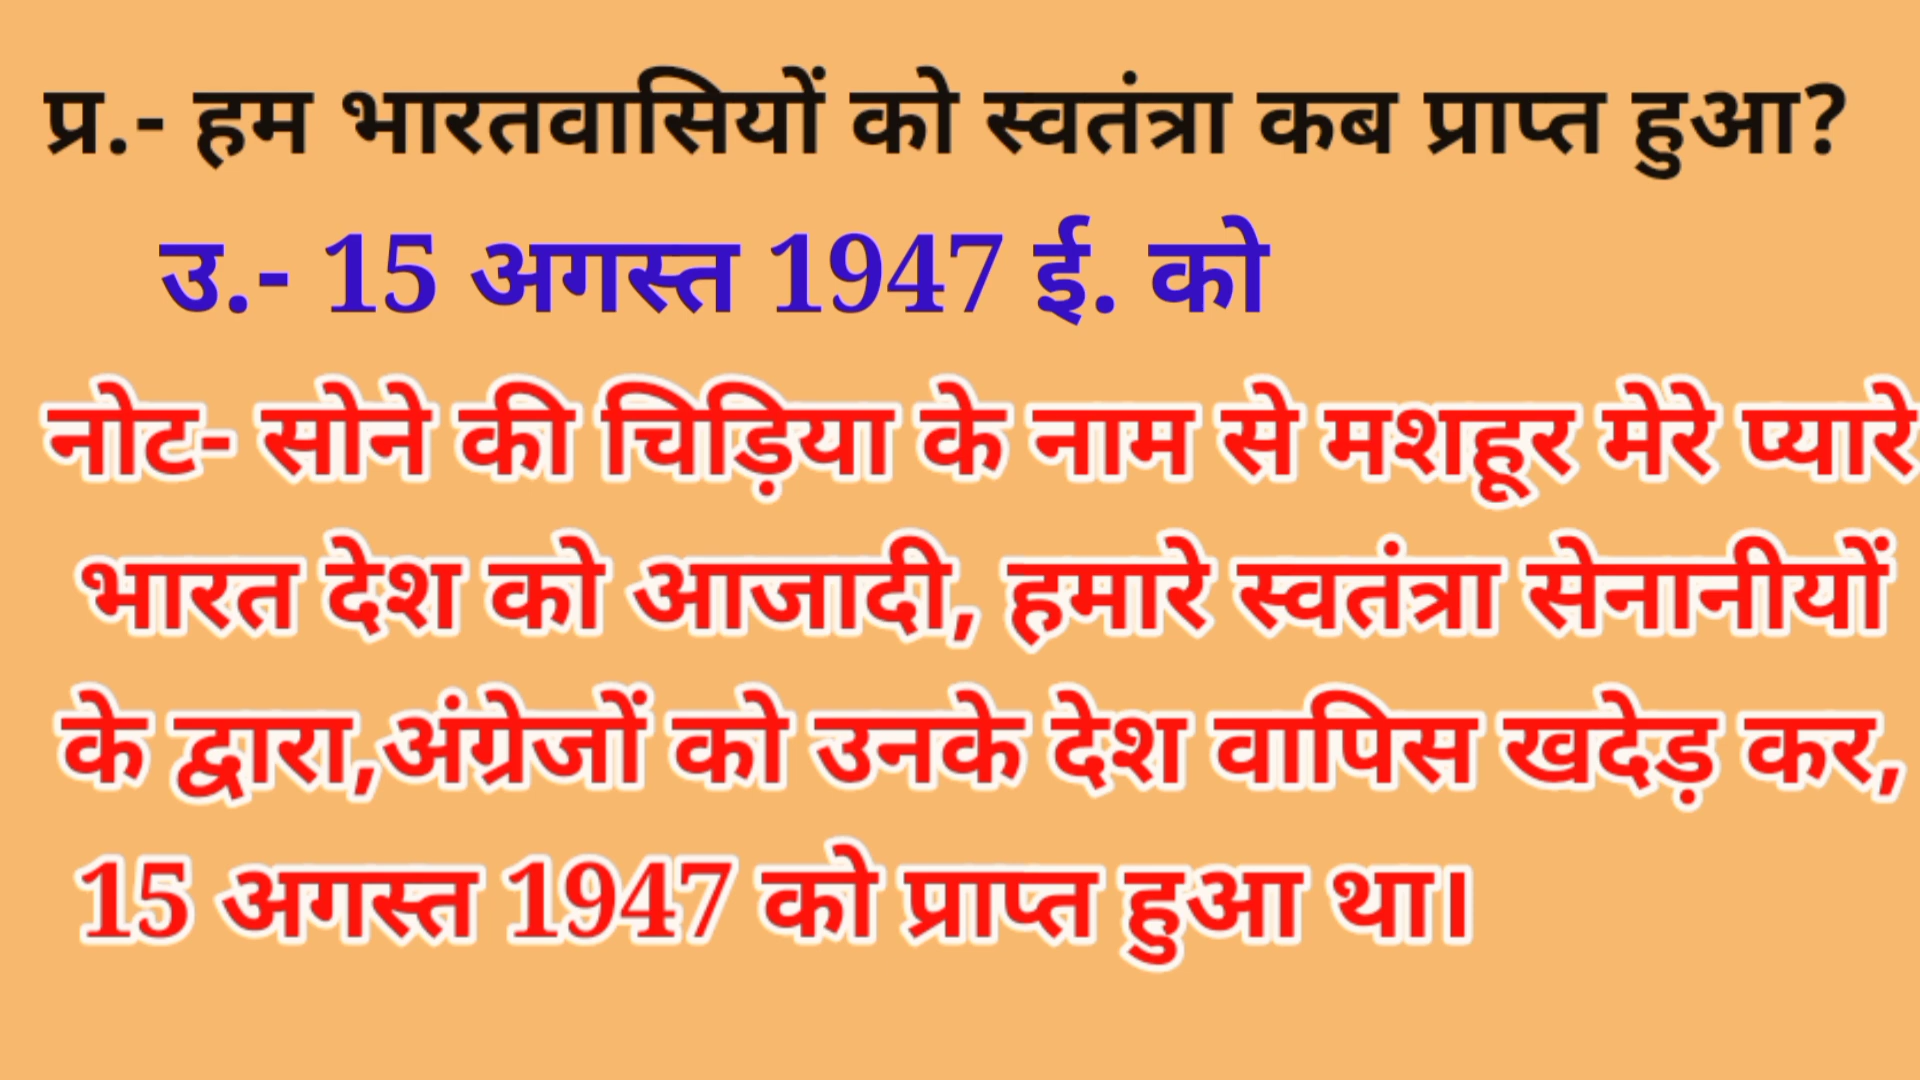 प्र.- हम भारतवासियों को स्वतंत्रा कब प्राप्त हुआ?
उ.- 15 अगस्त 1947 ई. को
नोट- सोने की चिड़िया के नाम से मशहूर मेरे प्यारे
भारत देश को आजादी, हमारे स्वतंत्रा सेनानीयों
के द्वारा,अंग्रेजों को उनके देश वापिस खदेड़ कर,
15 अगस्त 1947 को प्राप्त हुआ था।